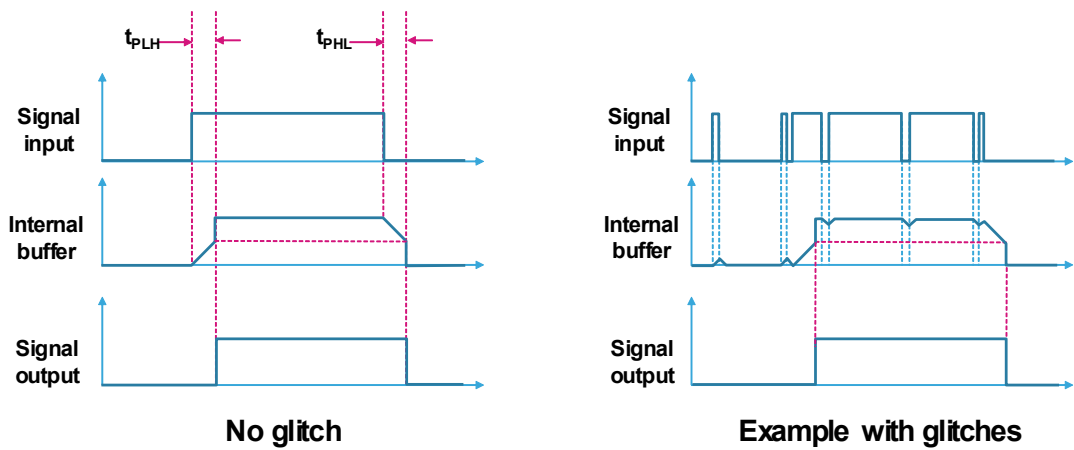 tPLH
tPHL
Signal
input
Internal
buffer
Signal
output
No glitch
Signal
input
Internal
buffer
Signal
output
Example with glitches